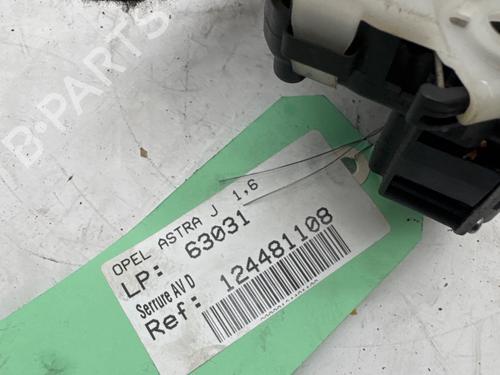 B-PARTS
OPEL ASTRA J 1,6
LP: 63031
Serrure AV D
Ref: 124481108